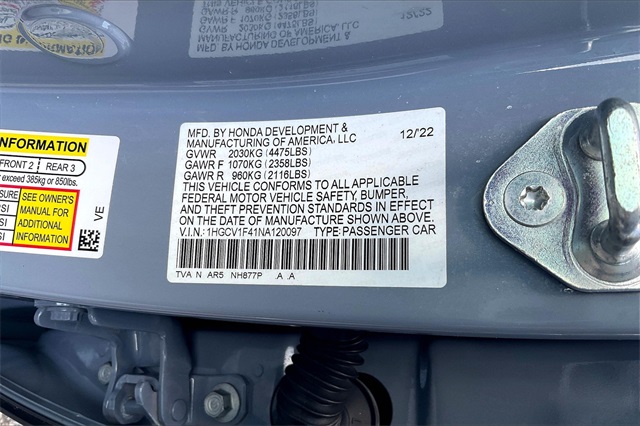 MFD. BY HONDA DEVELOPMENT &
MANUFACTURING OF AMERICA, LLC 12/22
GVWR 2030KG (4475LBS)
GAWR F 1070KG (2358LBS)
GAWR R 960KG (2116LBS)
THIS VEHICLE CONFORMS TO ALL APPLICABLE
FEDERAL MOTOR VEHICLE SAFETY, BUMPER,
AND THEFT PREVENTION STANDARDS IN EFFECT
ON THE DATE OF MANUFACTURE SHOWN ABOVE.
V.I.N.: 1HGCV1F41NA120097 TYPE:PASSENGER CAR
TVA N AR5 NH877P A A
INFORMATION
FRONT 2 REAR 3
exceed 385kg or 850lbs.
SEE OWNER'S
MANUAL FOR
ADDITIONAL
INFORMATION
VE